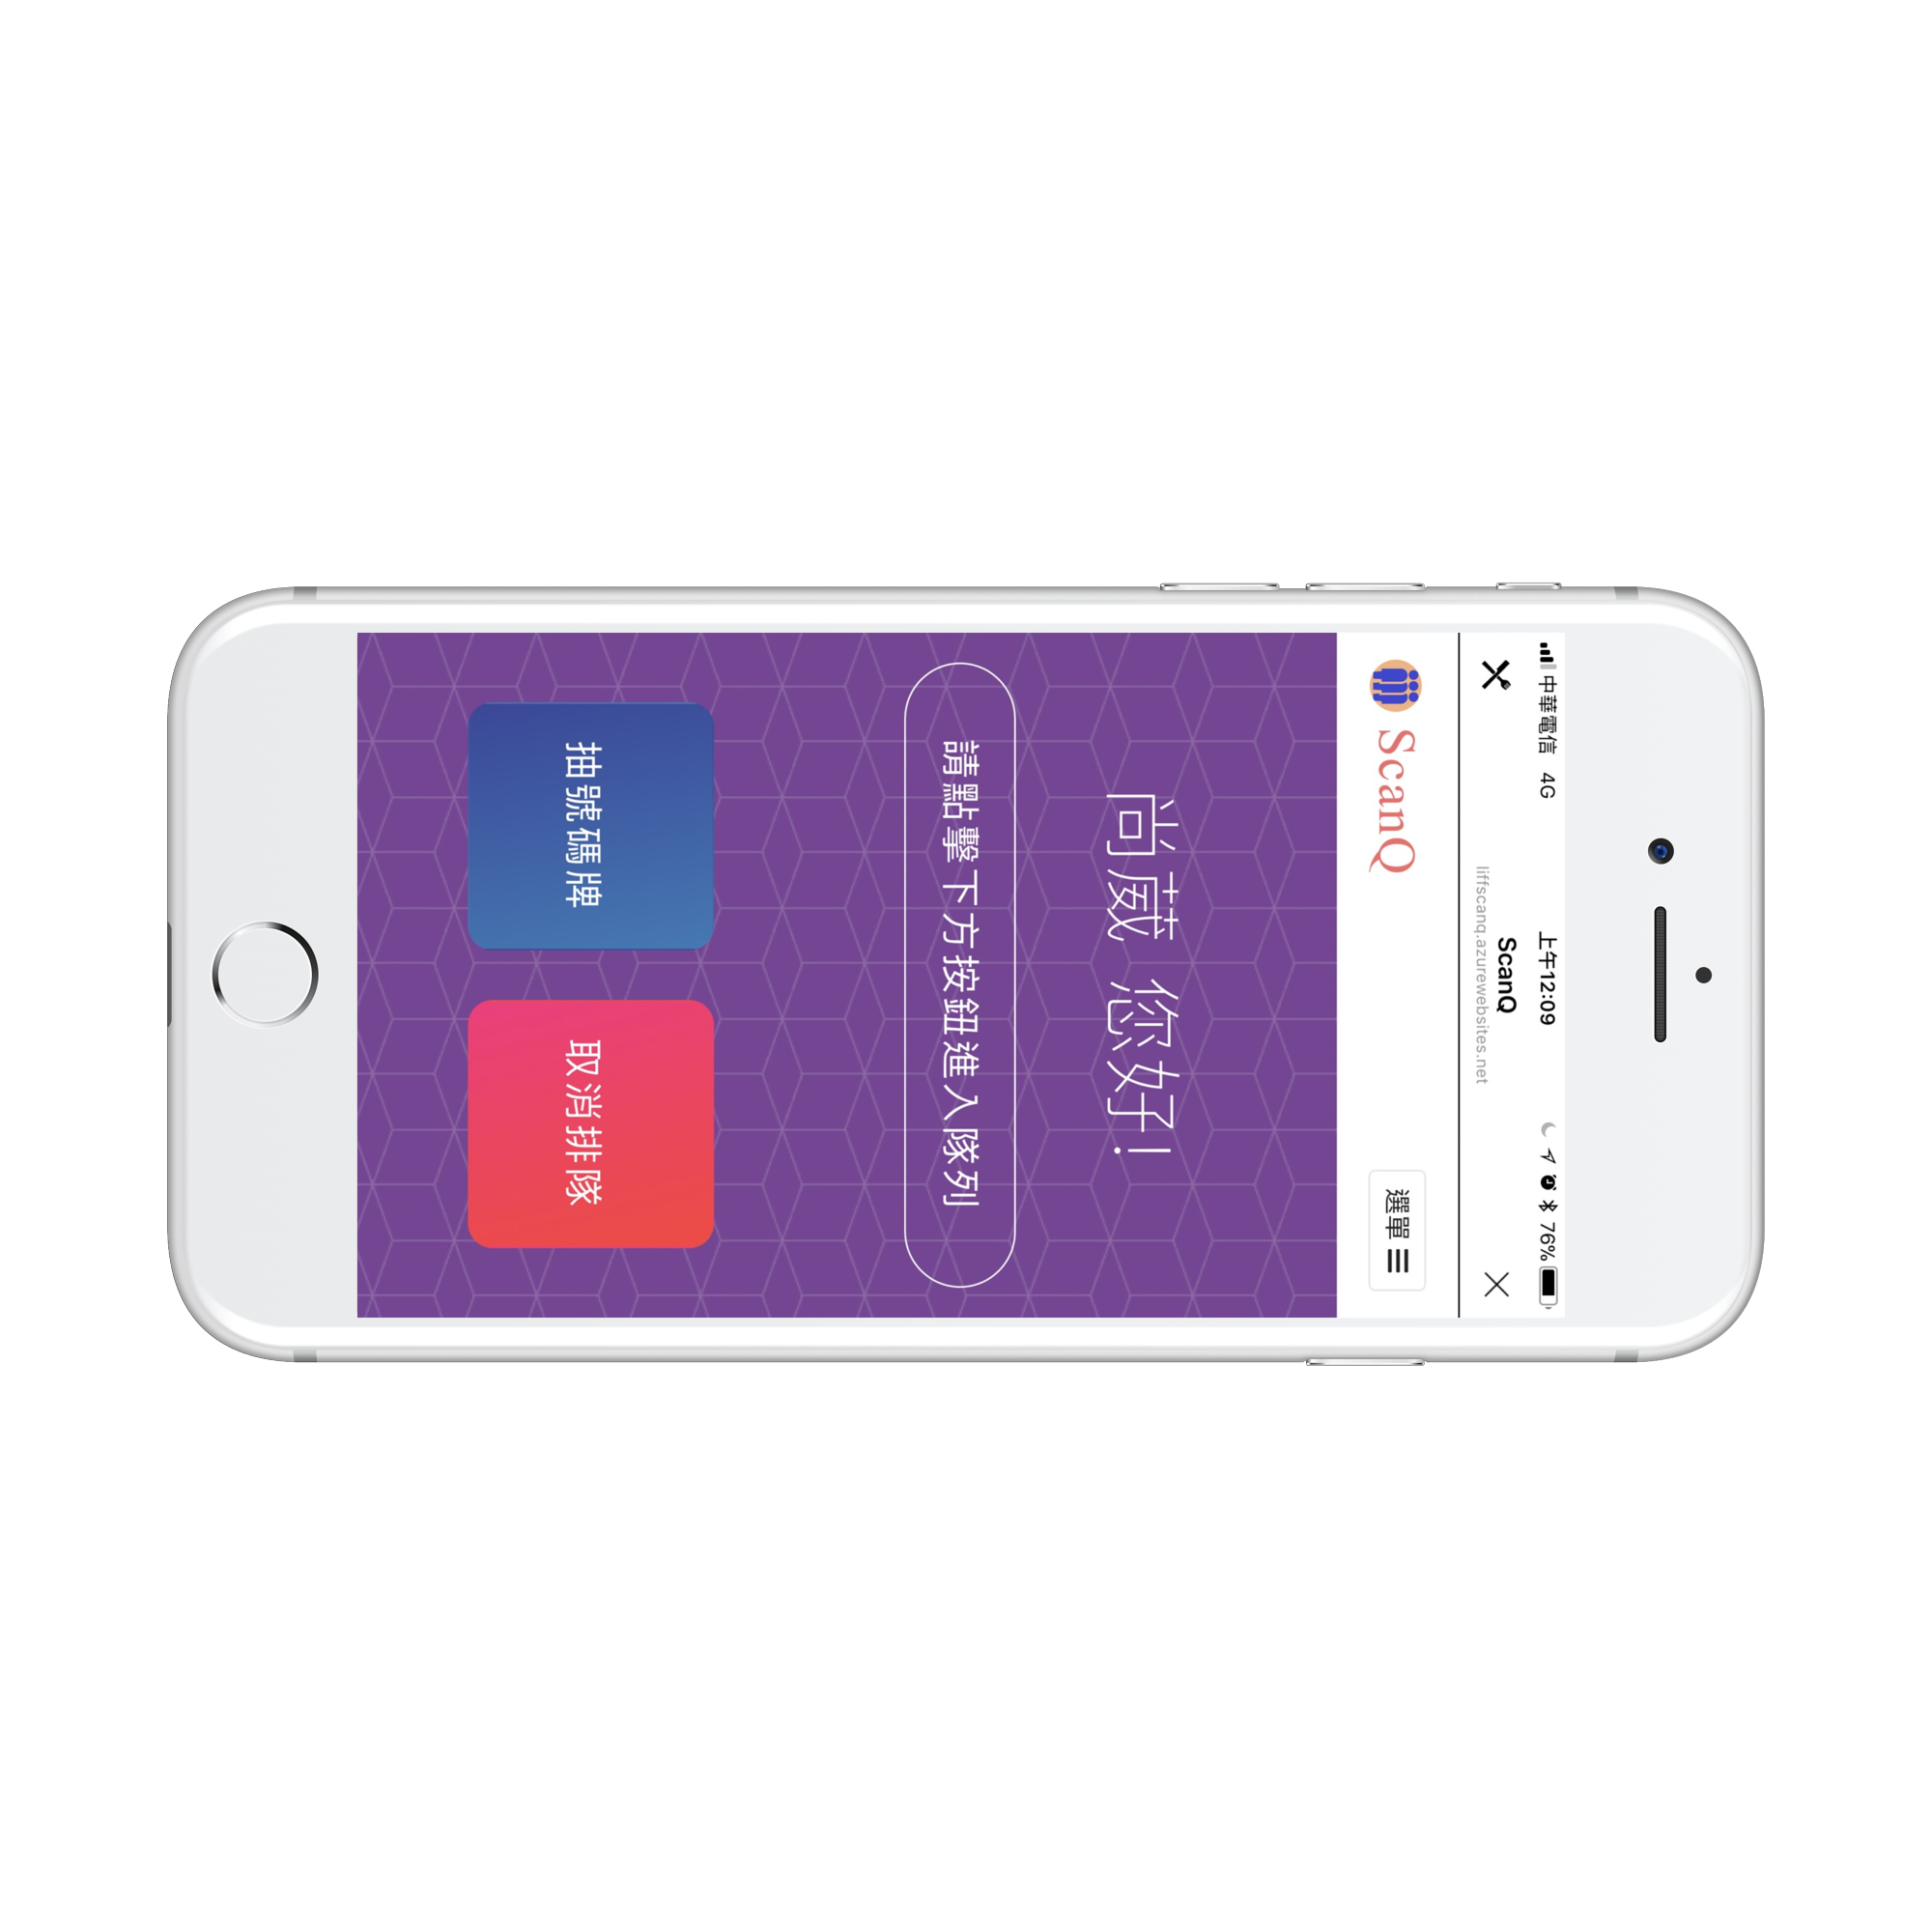 中華電信 4G 上午12:09 76%
ScanQ
liffscanq.azurewebsites.net
ScanQ 選單
尚葳 您好!
請點擊下方按鈕進入隊列
抽號碼牌 取消排隊